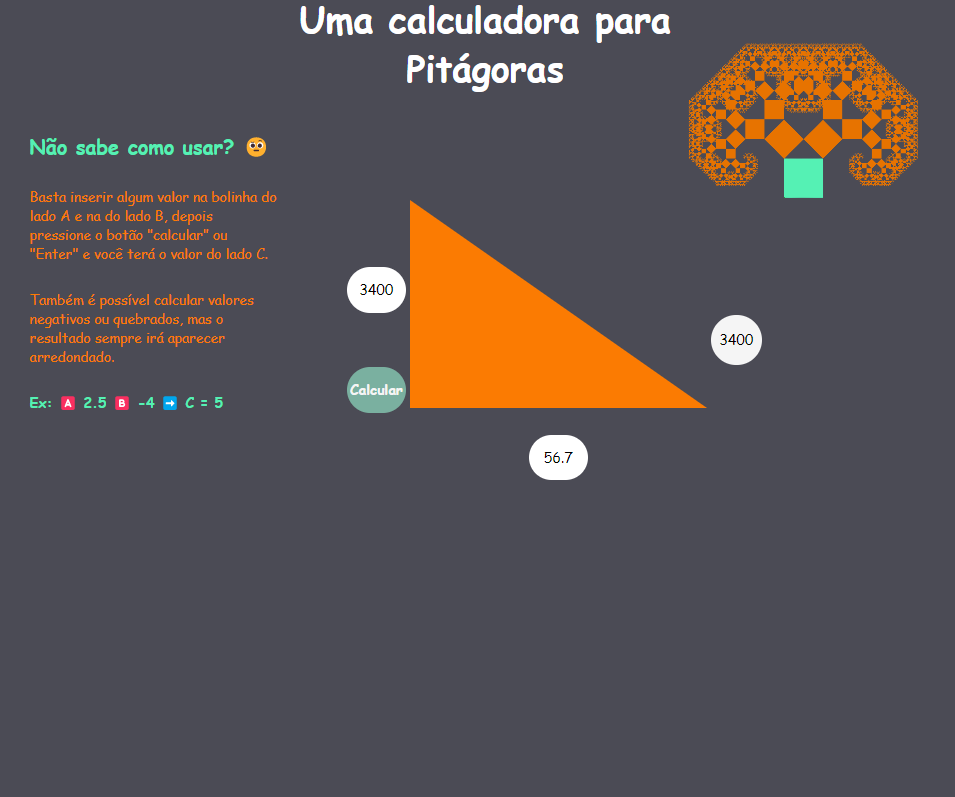 Uma calculadora para
Pitágoras
Não sabe como usar? 🥺
Basta inserir algum valor na bolinha do
lado A e na do lado B, depois
pressione o botão "calcular" ou
"Enter" e você terá o valor do lado C.
Também é possível calcular valores
negativos ou quebrados, mas o
resultado sempre irá aparecer
arredondado.
Ex: 🅰 2.5 🅱 -4 ➡ C = 5
3400
3400
Calcular
56.7